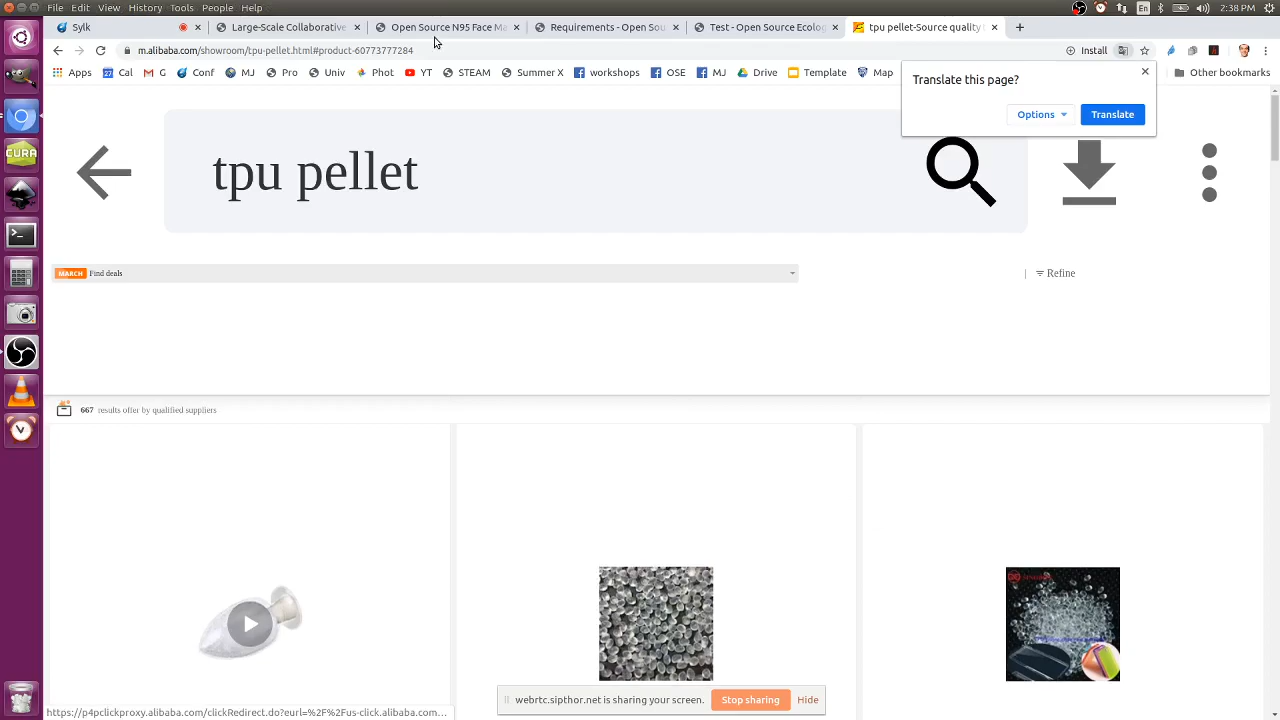 File Edit View History Tools People Help
2:38 PM
Sylk
Large-Scale Collaborative
Open Source N95 Face Ma
Requirements - Open Sour
Test - Open Source Ecolog
tpu pellet-Source quality t
m.alibaba.com/showroom/tpu-pellet.html#product-60773777284
Install
Apps
Cal
G
Conf
MJ
Pro
Univ
Phot
YT
STEAM
Summer X
workshops
OSE
MJ
Drive
Template
Map
Other bookmarks
Translate this page?
Options
Translate
tpu pellet
MARCH Find deals
Refine
667 results offer by qualified suppliers
CURA
webrtc.sipthor.net is sharing your screen.
Stop sharing
Hide
https://p4pclickproxy.alibaba.com/clickRedirect.do?eurl=%2F%2Fus-click.alibaba.com...